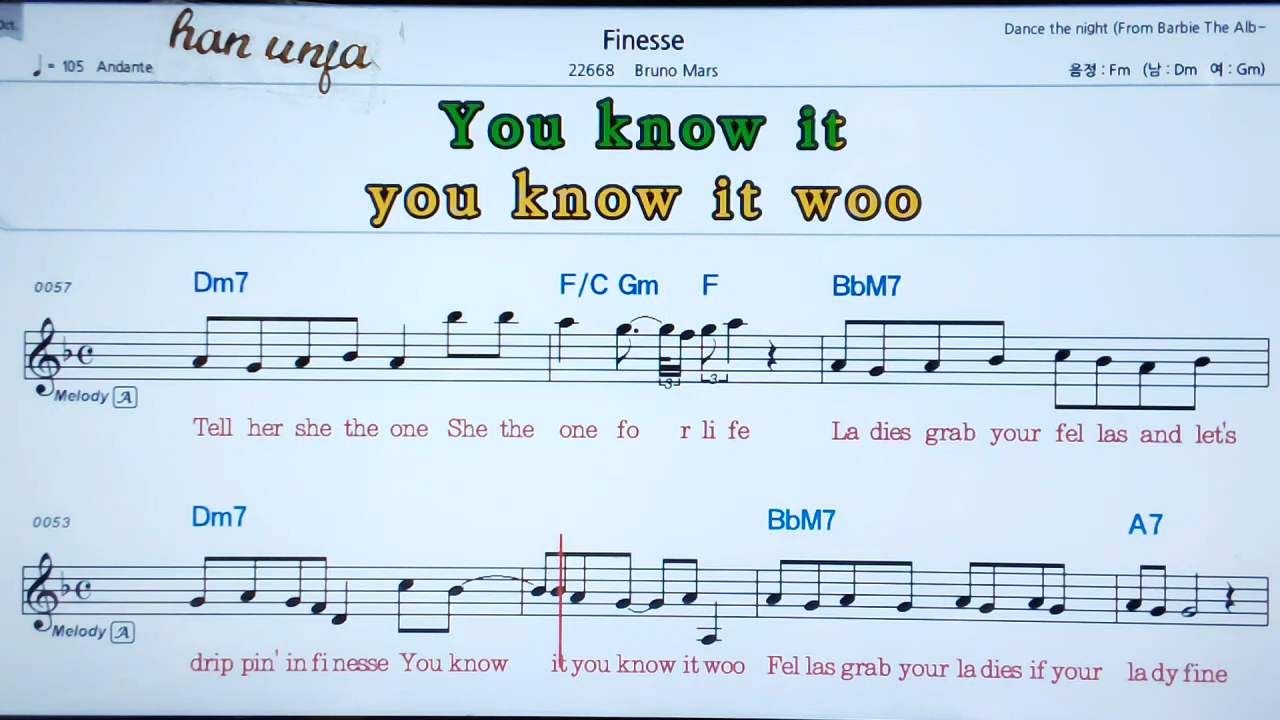 Oct.
han unfa
♩= 105 Andante
Finesse
22668 Bruno Mars
Dance the night (From Barbie The Alb~
음정 : Fm (남 : Dm 여 : Gm)
You know it
you know it woo
0057
Dm7 F/C Gm F BbM7
3 3
Melody A
Tell her she the one She the one fo r li fe La dies grab your fel las and let's
0053
Dm7 BbM7 A7
Melody A
drip pin' in fi nesse You know it you know it woo Fel las grab your la dies if your la dy fine